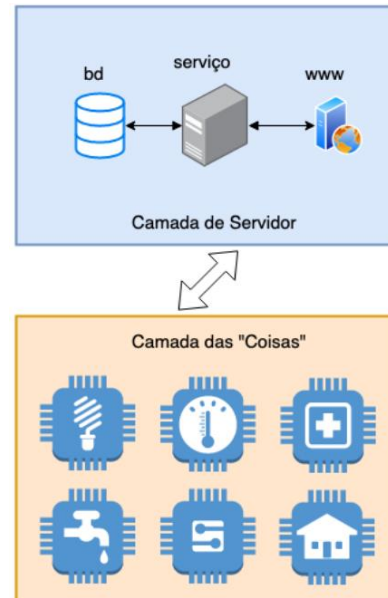 bd
serviço
www
Camada de Servidor
Camada das "Coisas"